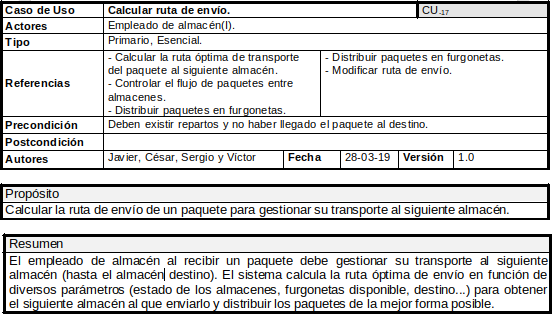 Caso de Uso Calcular ruta de envío. CU-17
Actores Empleado de almacén(I).
Tipo Primario, Esencial.
Referencias
- Calcular la ruta óptima de transporte
del paquete al siguiente almacén.
- Controlar el flujo de paquetes entre
almacenes.
- Distribuir paquetes en furgonetas.
- Distribuir paquetes en furgonetas.
- Modificar ruta de envío.
Precondición Deben existir repartos y no haber llegado el paquete al destino.
Postcondición
Autores Javier, César, Sergio y Víctor Fecha 28-03-19 Versión 1.0
Propósito
Calcular la ruta de envío de un paquete para gestionar su transporte al siguiente almacén.
Resumen
El empleado de almacén al recibir un paquete debe gestionar su transporte al siguiente
almacén (hasta el almacén destino). El sistema calcula la ruta óptima de envío en función de
diversos parámetros (estado de los almacenes, furgonetas disponible, destino...) para obtener
el siguiente almacén al que enviarlo y distribuir los paquetes de la mejor forma posible.